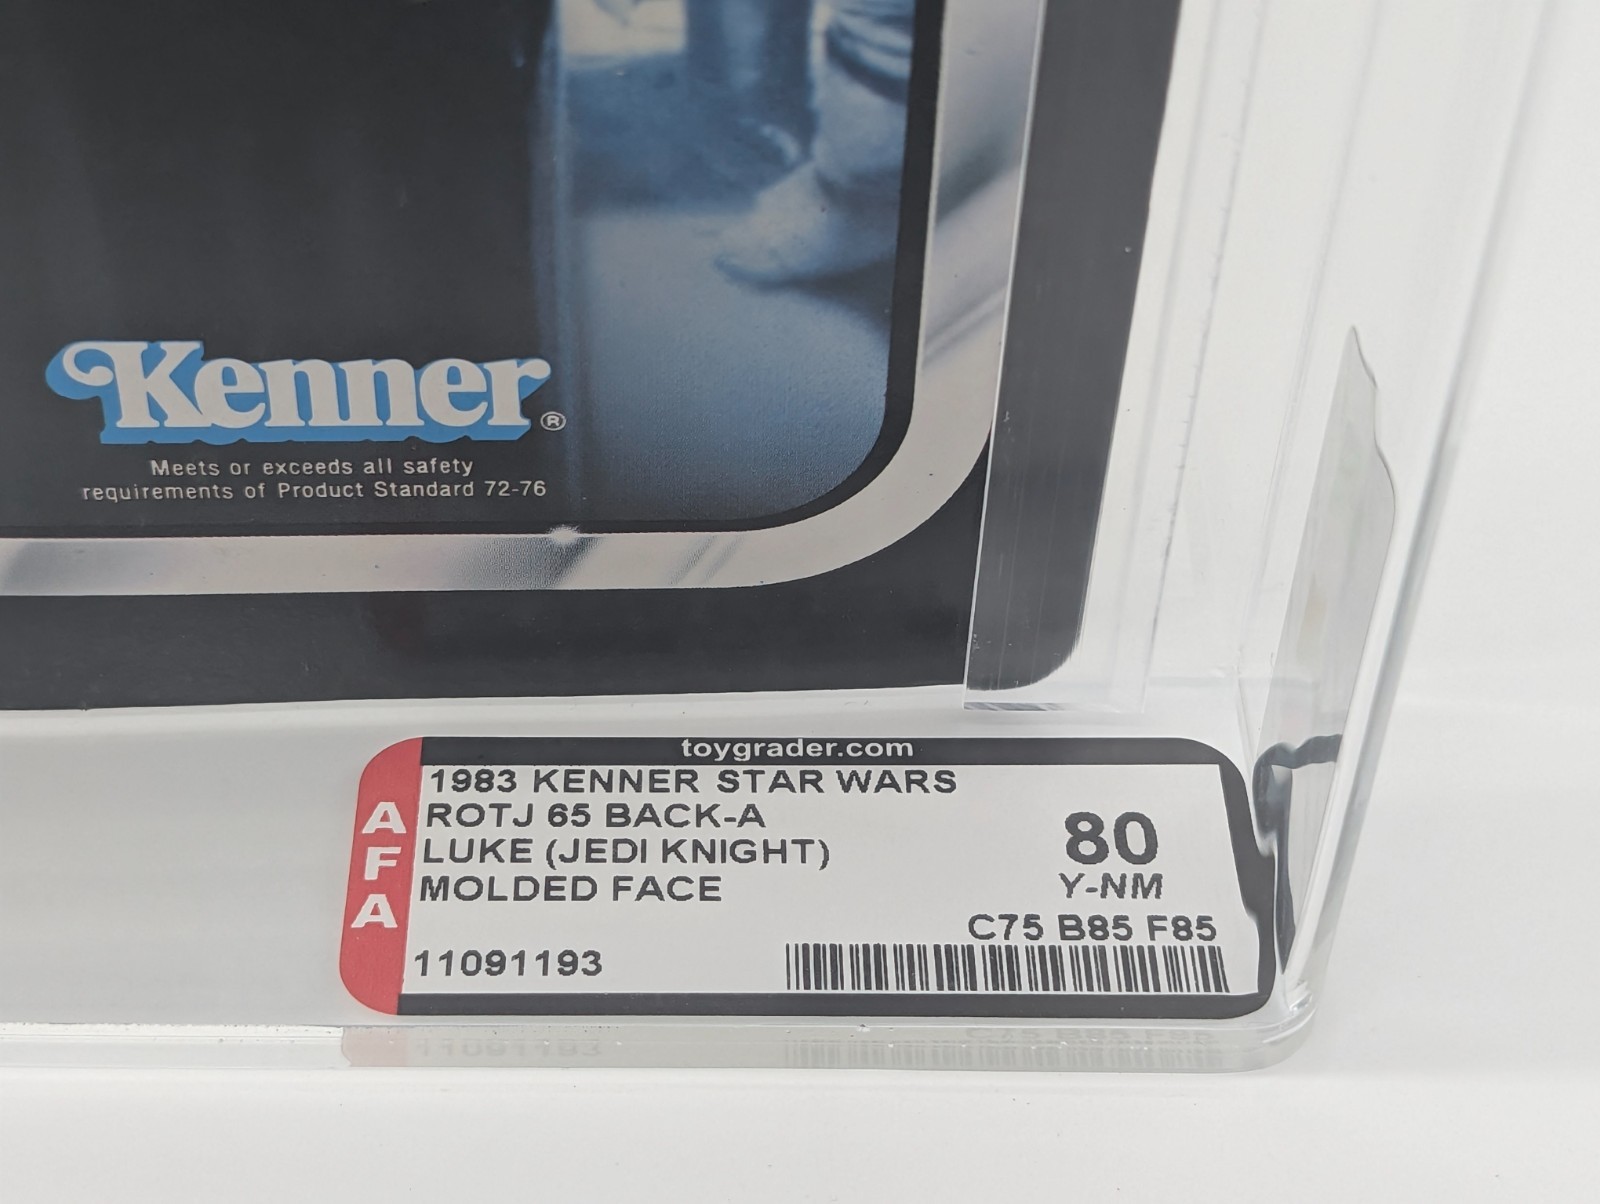 Kenner®
Meets or exceeds all safety
requirements of Product Standard 72-76
toygrader.com
AFA
1983 KENNER STAR WARS
ROTJ 65 BACK-A
LUKE (JEDI KNIGHT)
MOLDED FACE
80
Y-NM
C75 B85 F85
11091193